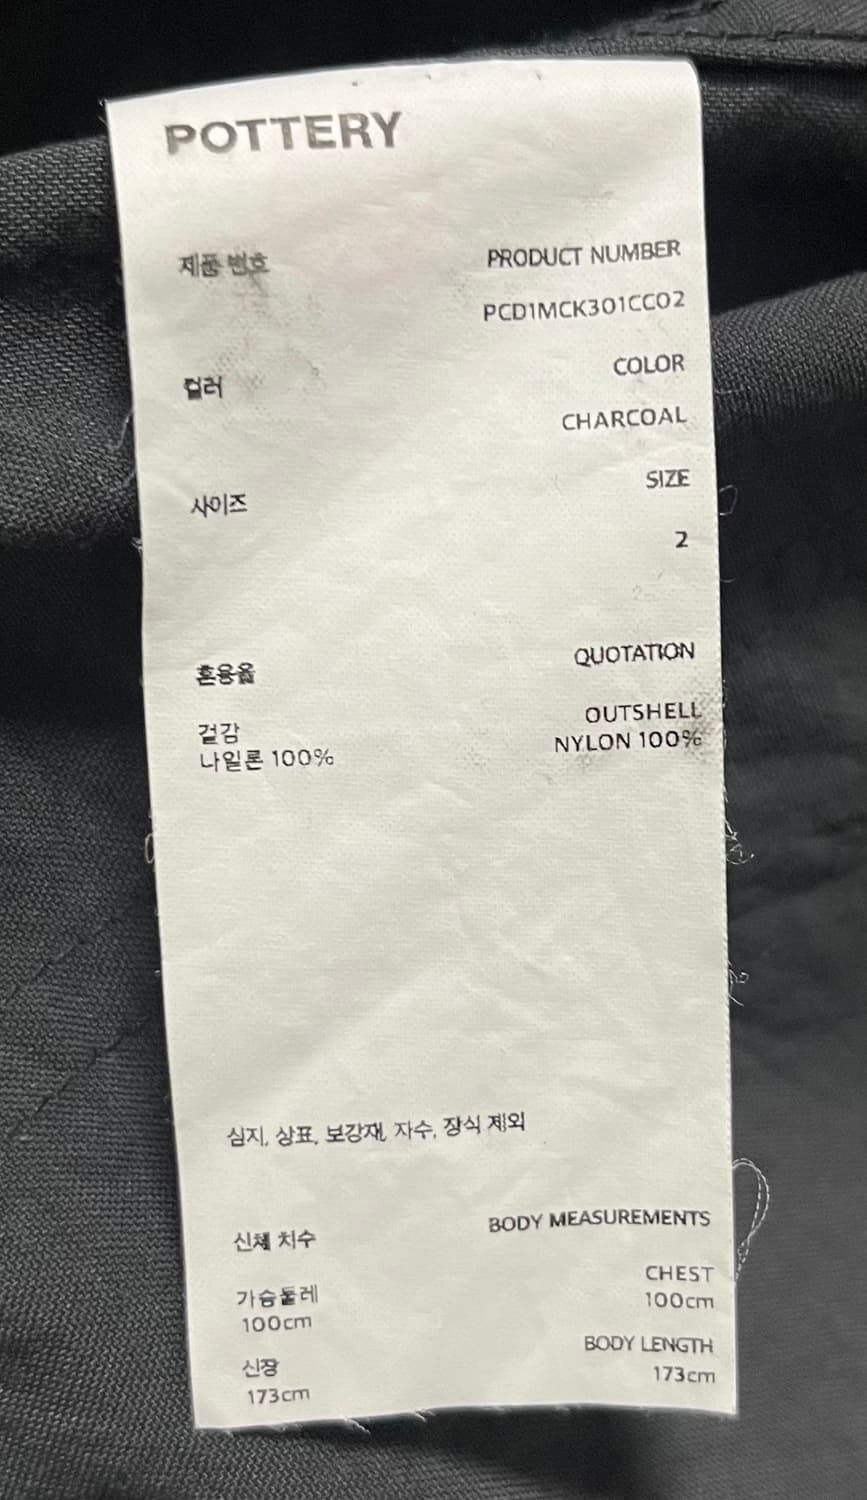 POTTERY
제품 번호
PRODUCT NUMBER
PCD1MCK301CCO2
컬러
COLOR
CHARCOAL
사이즈
SIZE
2
혼용율
QUOTATION
겉감
OUTSHELL
나일론 100%
NYLON 100%
심지, 상표, 보강재, 자수, 장식 제외
신체 치수
BODY MEASUREMENTS
가슴둘레
CHEST
100cm
100cm
신장
BODY LENGTH
173cm
173cm